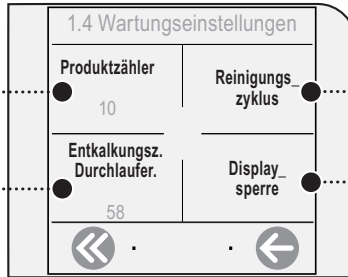 1.4 Wartungseinstellungen
Produktzähler
10
Reinigungs_
zyklus
Entkalkungsz.
Durchlaufer.
58
Display_
sperre